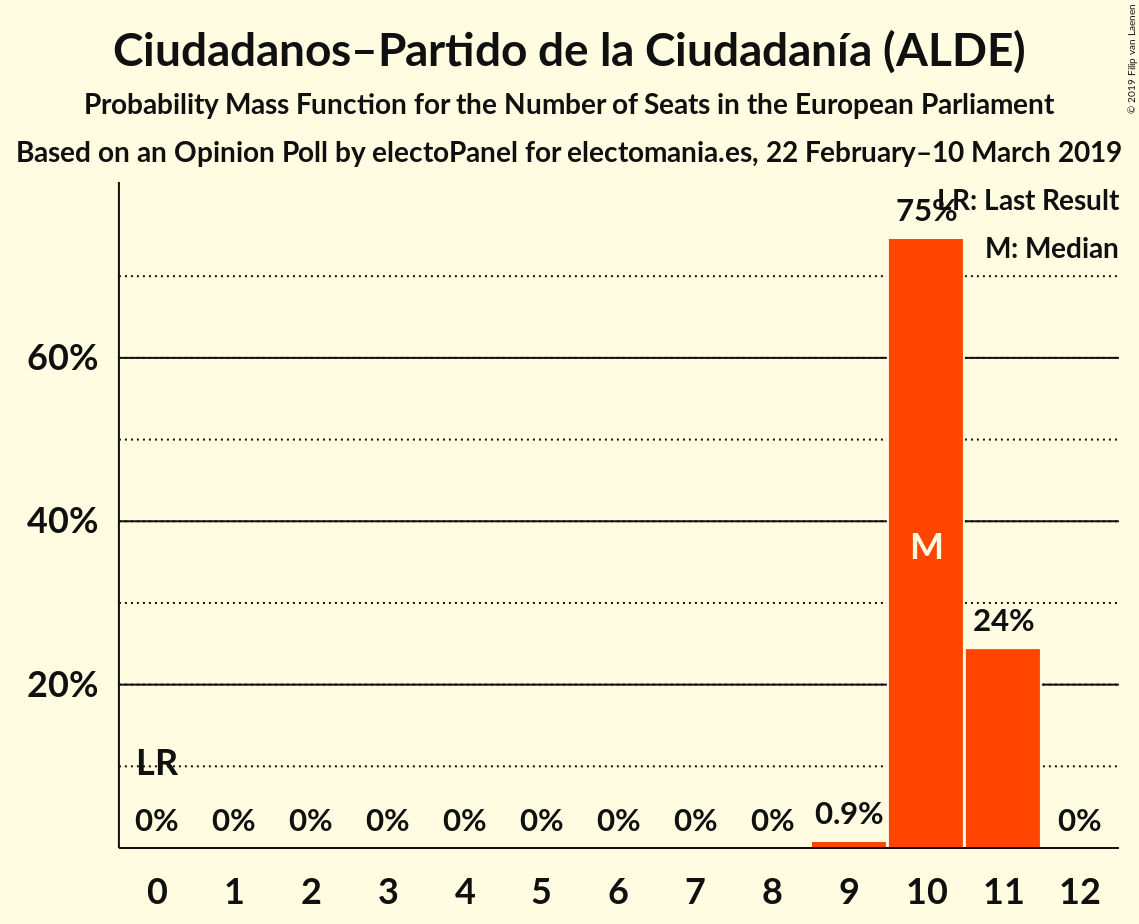 Ciudadanos–Partido de la Ciudadanía (ALDE)
Probability Mass Function for the Number of Seats in the European Parliament
Based on an Opinion Poll by electoPanel for electomania.es, 22 February–10 March 2019
© 2019 Filip van Laenen
LR: Last Result
M: Median
75%
60%
40%
M
24%
20%
LR
0% 0% 0% 0% 0% 0% 0% 0% 0% 0.9% 0%
0 1 2 3 4 5 6 7 8 9 10 11 12